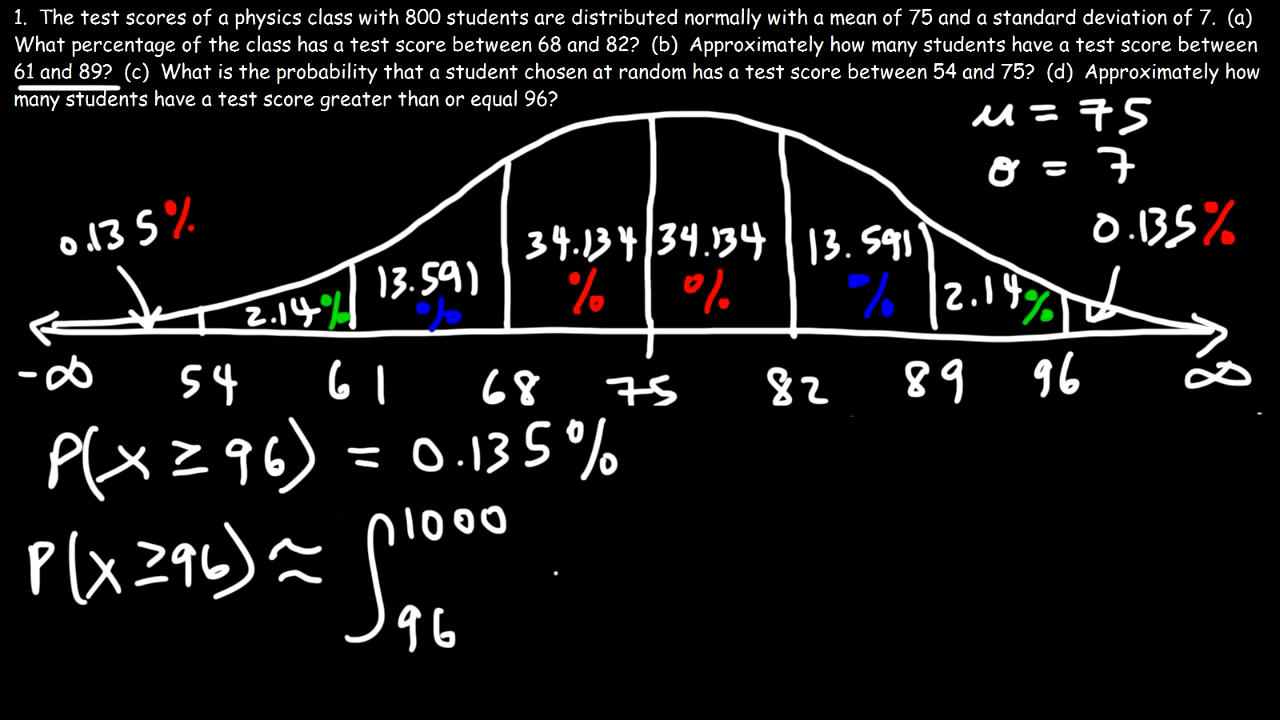 1. The test scores of a physics class with 800 students are distributed normally with a mean of 75 and a standard deviation of 7. (a)
What percentage of the class has a test score between 68 and 82? (b) Approximately how many students have a test score between
61 and 89? (c) What is the probability that a student chosen at random has a test score between 54 and 75? (d) Approximately how
many students have a test score greater than or equal 96?
μ = 75
σ = 7
0.135%
0.135%
2.14% 13.591% 34.134% 34.134% 13.591% 2.14%
-∞ 54 61 68 75 82 89 96 ∞
P(x ≥ 96) = 0.135%
P(x ≥ 96) ≈ ∫ 1000 96